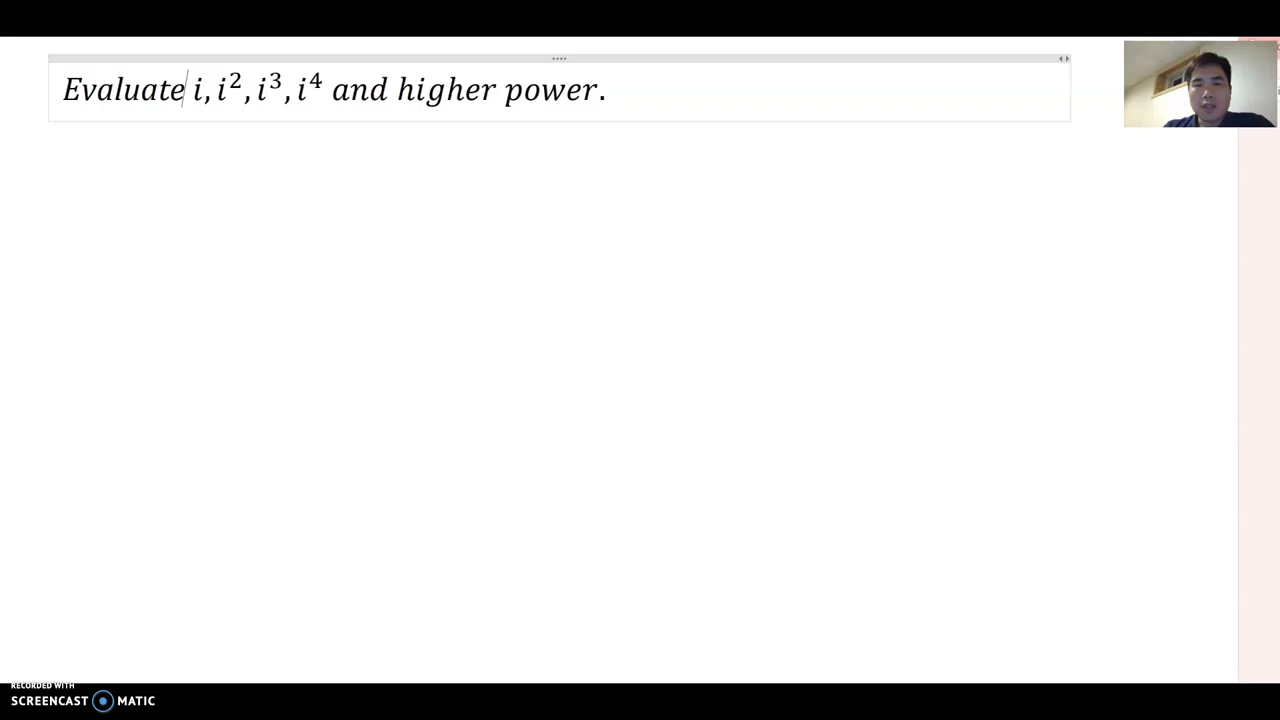 Evaluate i, i², i³, i⁴ and higher power.
RECORDED WITH
SCREENCAST MATIC